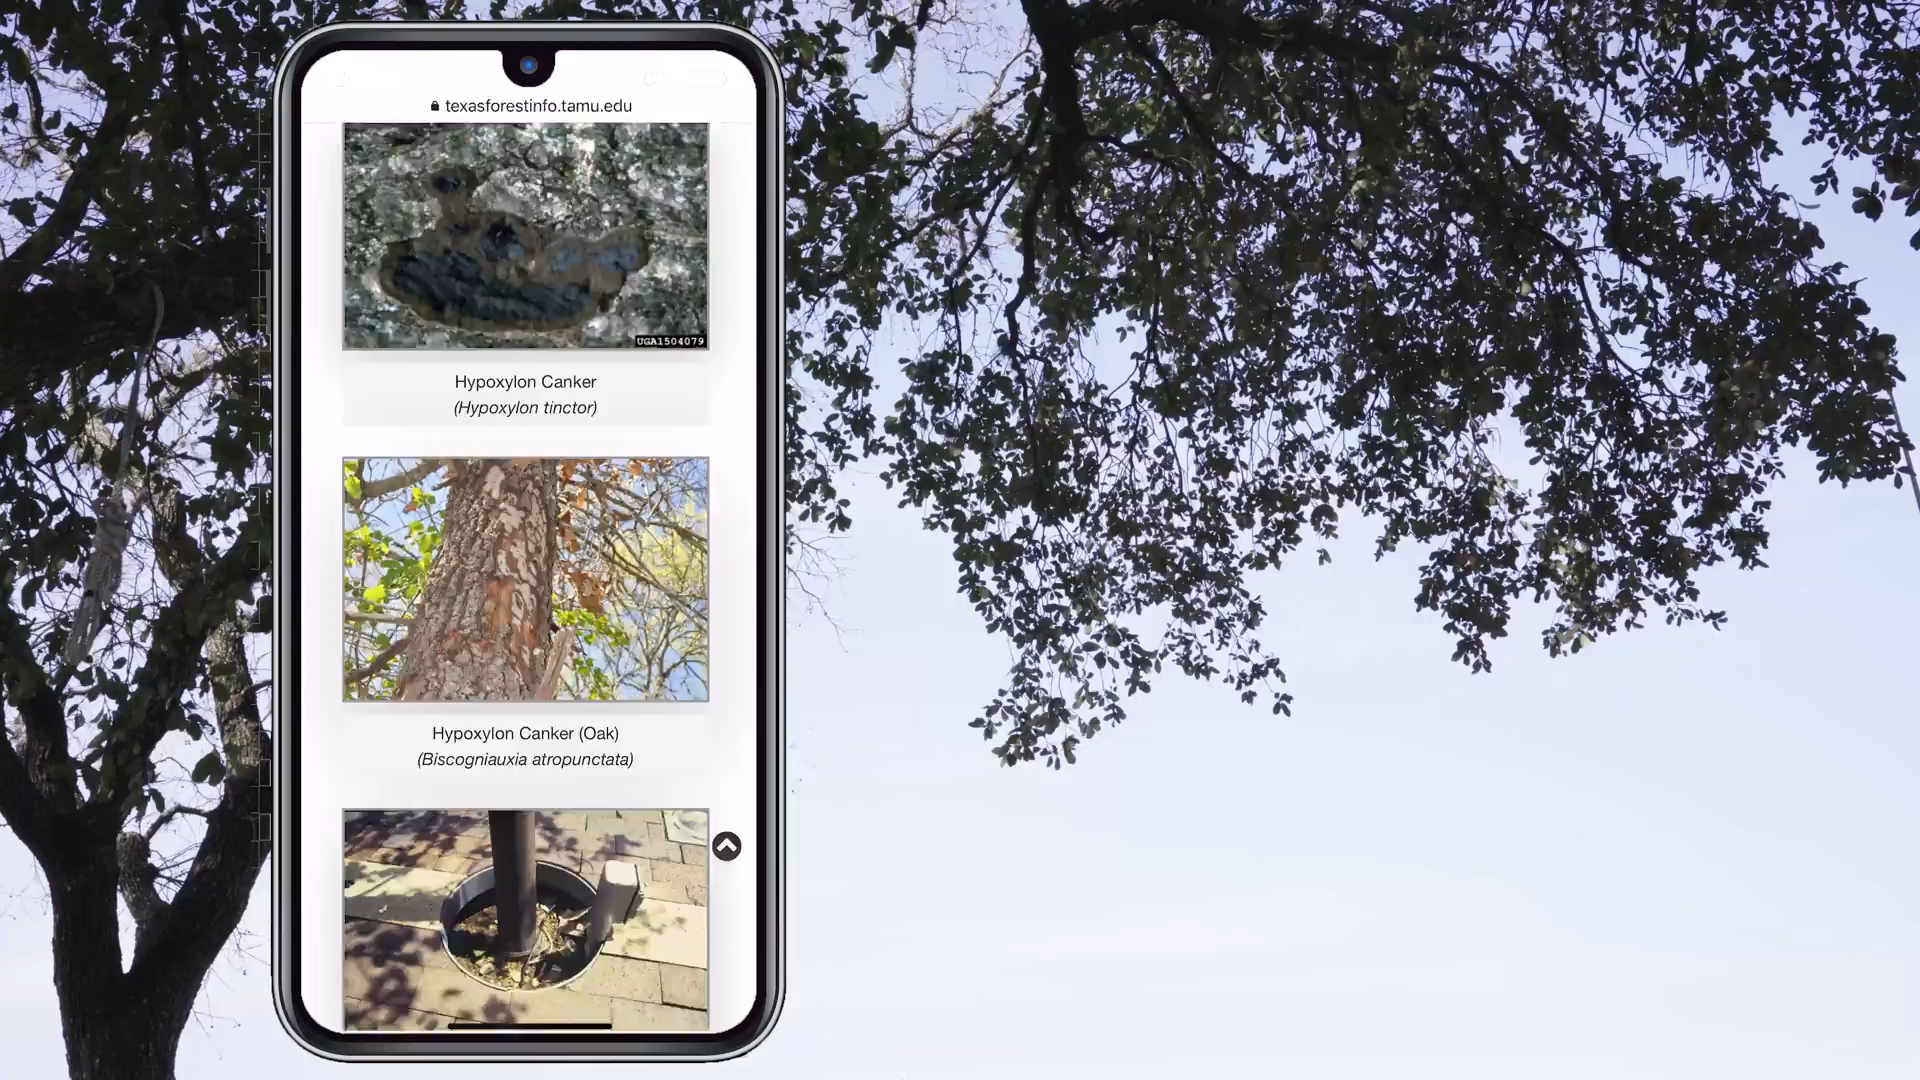 texasforestinfo.tamu.edu
UGA1504079
Hypoxylon Canker
(Hypoxylon tinctor)
Hypoxylon Canker (Oak)
(Biscogniauxia atropunctata)